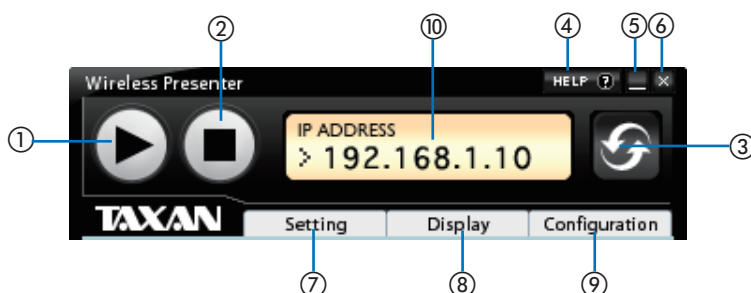 ② ⑩ ④ ⑤ ⑥
Wireless Presenter HELP ?
① IP ADDRESS
> 192.168.1.10 ③
TAXAN Setting Display Configuration
⑦ ⑧ ⑨